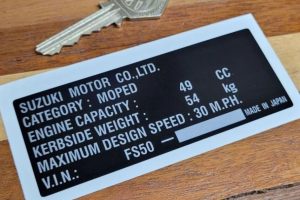 SUZUKI MOTOR CO.,LTD.
CATEGORY : MOPED
ENGINE CAPACITY : 49 CC
KERBSIDE WEIGHT : 54 kg
MAXIMUM DESIGN SPEED : 30 M.P.H.
V.I.N.: FS50 — MADE IN JAPAN